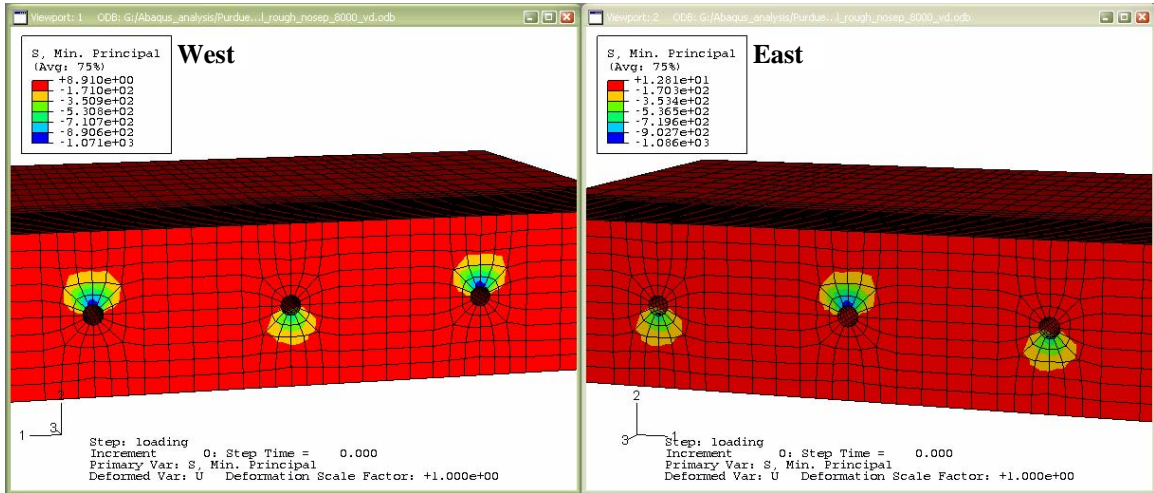 Viewport: 1 ODB: G:/Abaqus_analysis/Purdue...l_rough_nosep_8000_vd.odb
S, Min. Principal
(Avg: 75%)
+8.910e+00
-1.710e+02
-3.509e+02
-5.308e+02
-7.107e+02
-8.906e+02
-1.071e+03
West
2
3
1
Step: loading
Increment 0: Step Time = 0.000
Primary Var: S, Min. Principal
Deformed Var: U Deformation Scale Factor: +1.000e+00
Viewport: 2 ODB: G:/Abaqus_analysis/Purdue...l_rough_nosep_8000_vd.odb
S, Min. Principal
(Avg: 75%)
+1.281e+01
-1.703e+02
-3.534e+02
-5.365e+02
-7.196e+02
-9.027e+02
-1.086e+03
East
2
3
1
Step: loading
Increment 0: Step Time = 0.000
Primary Var: S, Min. Principal
Deformed Var: U Deformation Scale Factor: +1.000e+00